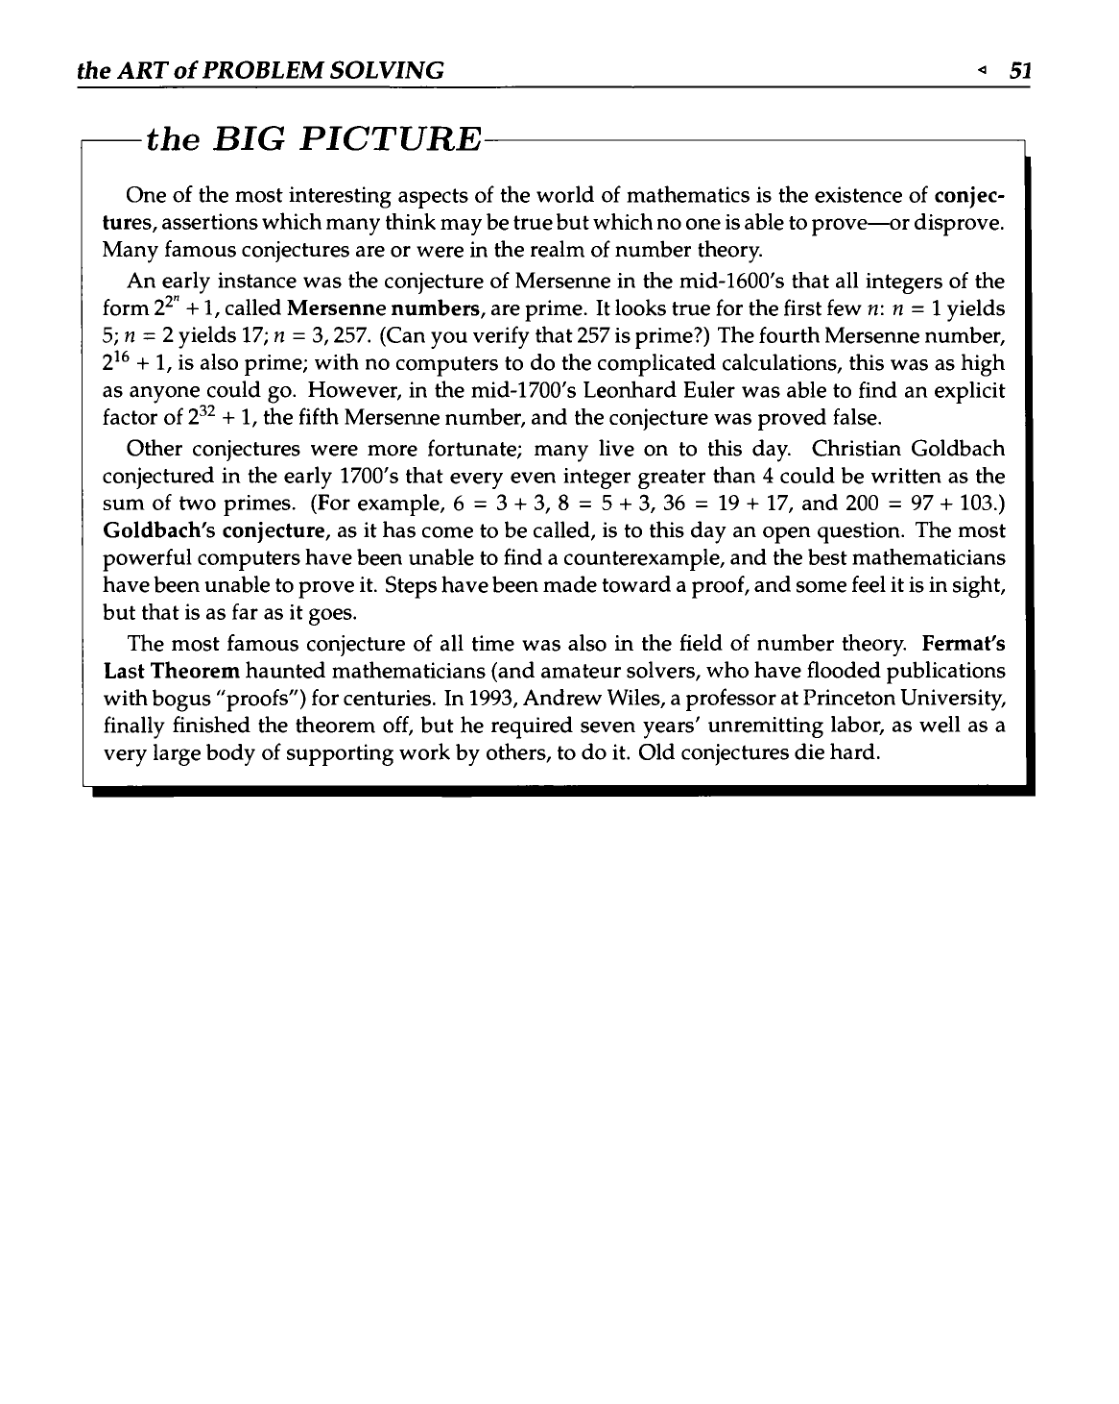 the ART of PROBLEM SOLVING ◃ 51
the BIG PICTURE
One of the most interesting aspects of the world of mathematics is the existence of conjec-
tures, assertions which many think may be true but which no one is able to prove—or disprove.
Many famous conjectures are or were in the realm of number theory.
An early instance was the conjecture of Mersenne in the mid-1600's that all integers of the
form 2^{2^n} + 1, called Mersenne numbers, are prime. It looks true for the first few n: n = 1 yields
5; n = 2 yields 17; n = 3, 257. (Can you verify that 257 is prime?) The fourth Mersenne number,
2^{16} + 1, is also prime; with no computers to do the complicated calculations, this was as high
as anyone could go. However, in the mid-1700's Leonhard Euler was able to find an explicit
factor of 2^{32} + 1, the fifth Mersenne number, and the conjecture was proved false.
Other conjectures were more fortunate; many live on to this day. Christian Goldbach
conjectured in the early 1700's that every even integer greater than 4 could be written as the
sum of two primes. (For example, 6 = 3 + 3, 8 = 5 + 3, 36 = 19 + 17, and 200 = 97 + 103.)
Goldbach's conjecture, as it has come to be called, is to this day an open question. The most
powerful computers have been unable to find a counterexample, and the best mathematicians
have been unable to prove it. Steps have been made toward a proof, and some feel it is in sight,
but that is as far as it goes.
The most famous conjecture of all time was also in the field of number theory. Fermat's
Last Theorem haunted mathematicians (and amateur solvers, who have flooded publications
with bogus "proofs") for centuries. In 1993, Andrew Wiles, a professor at Princeton University,
finally finished the theorem off, but he required seven years' unremitting labor, as well as a
very large body of supporting work by others, to do it. Old conjectures die hard.